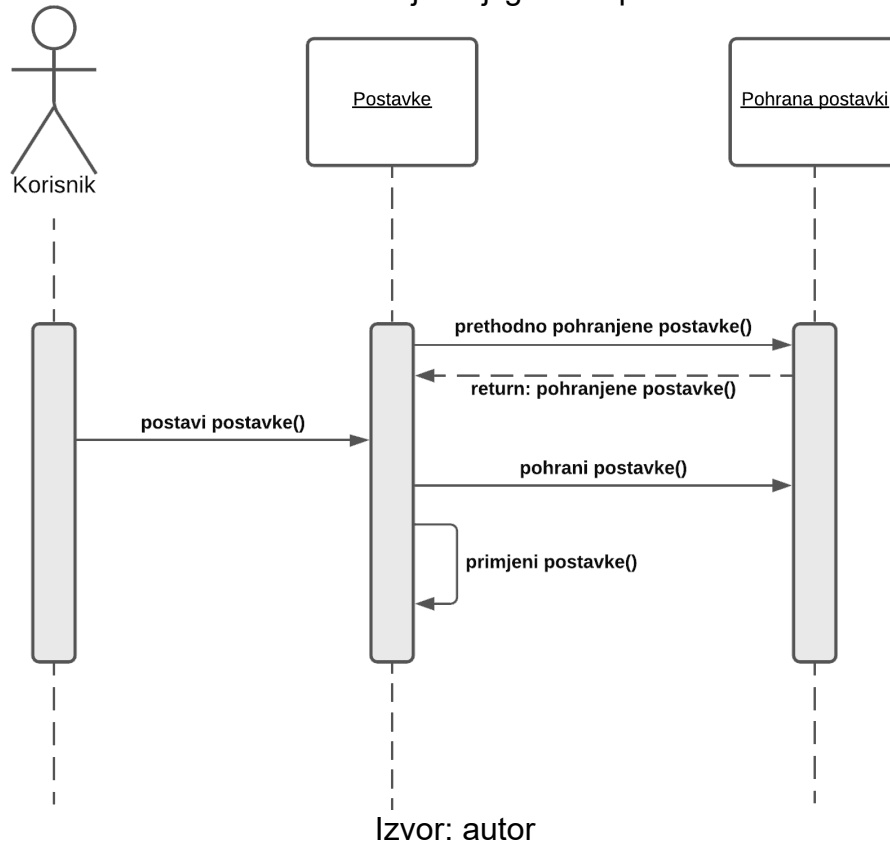 Postavke
Pohrana postavki
Korisnik
prethodno pohranjene postavke()
return: pohranjene postavke()
postavi postavke()
pohrani postavke()
primjeni postavke()
Izvor: autor